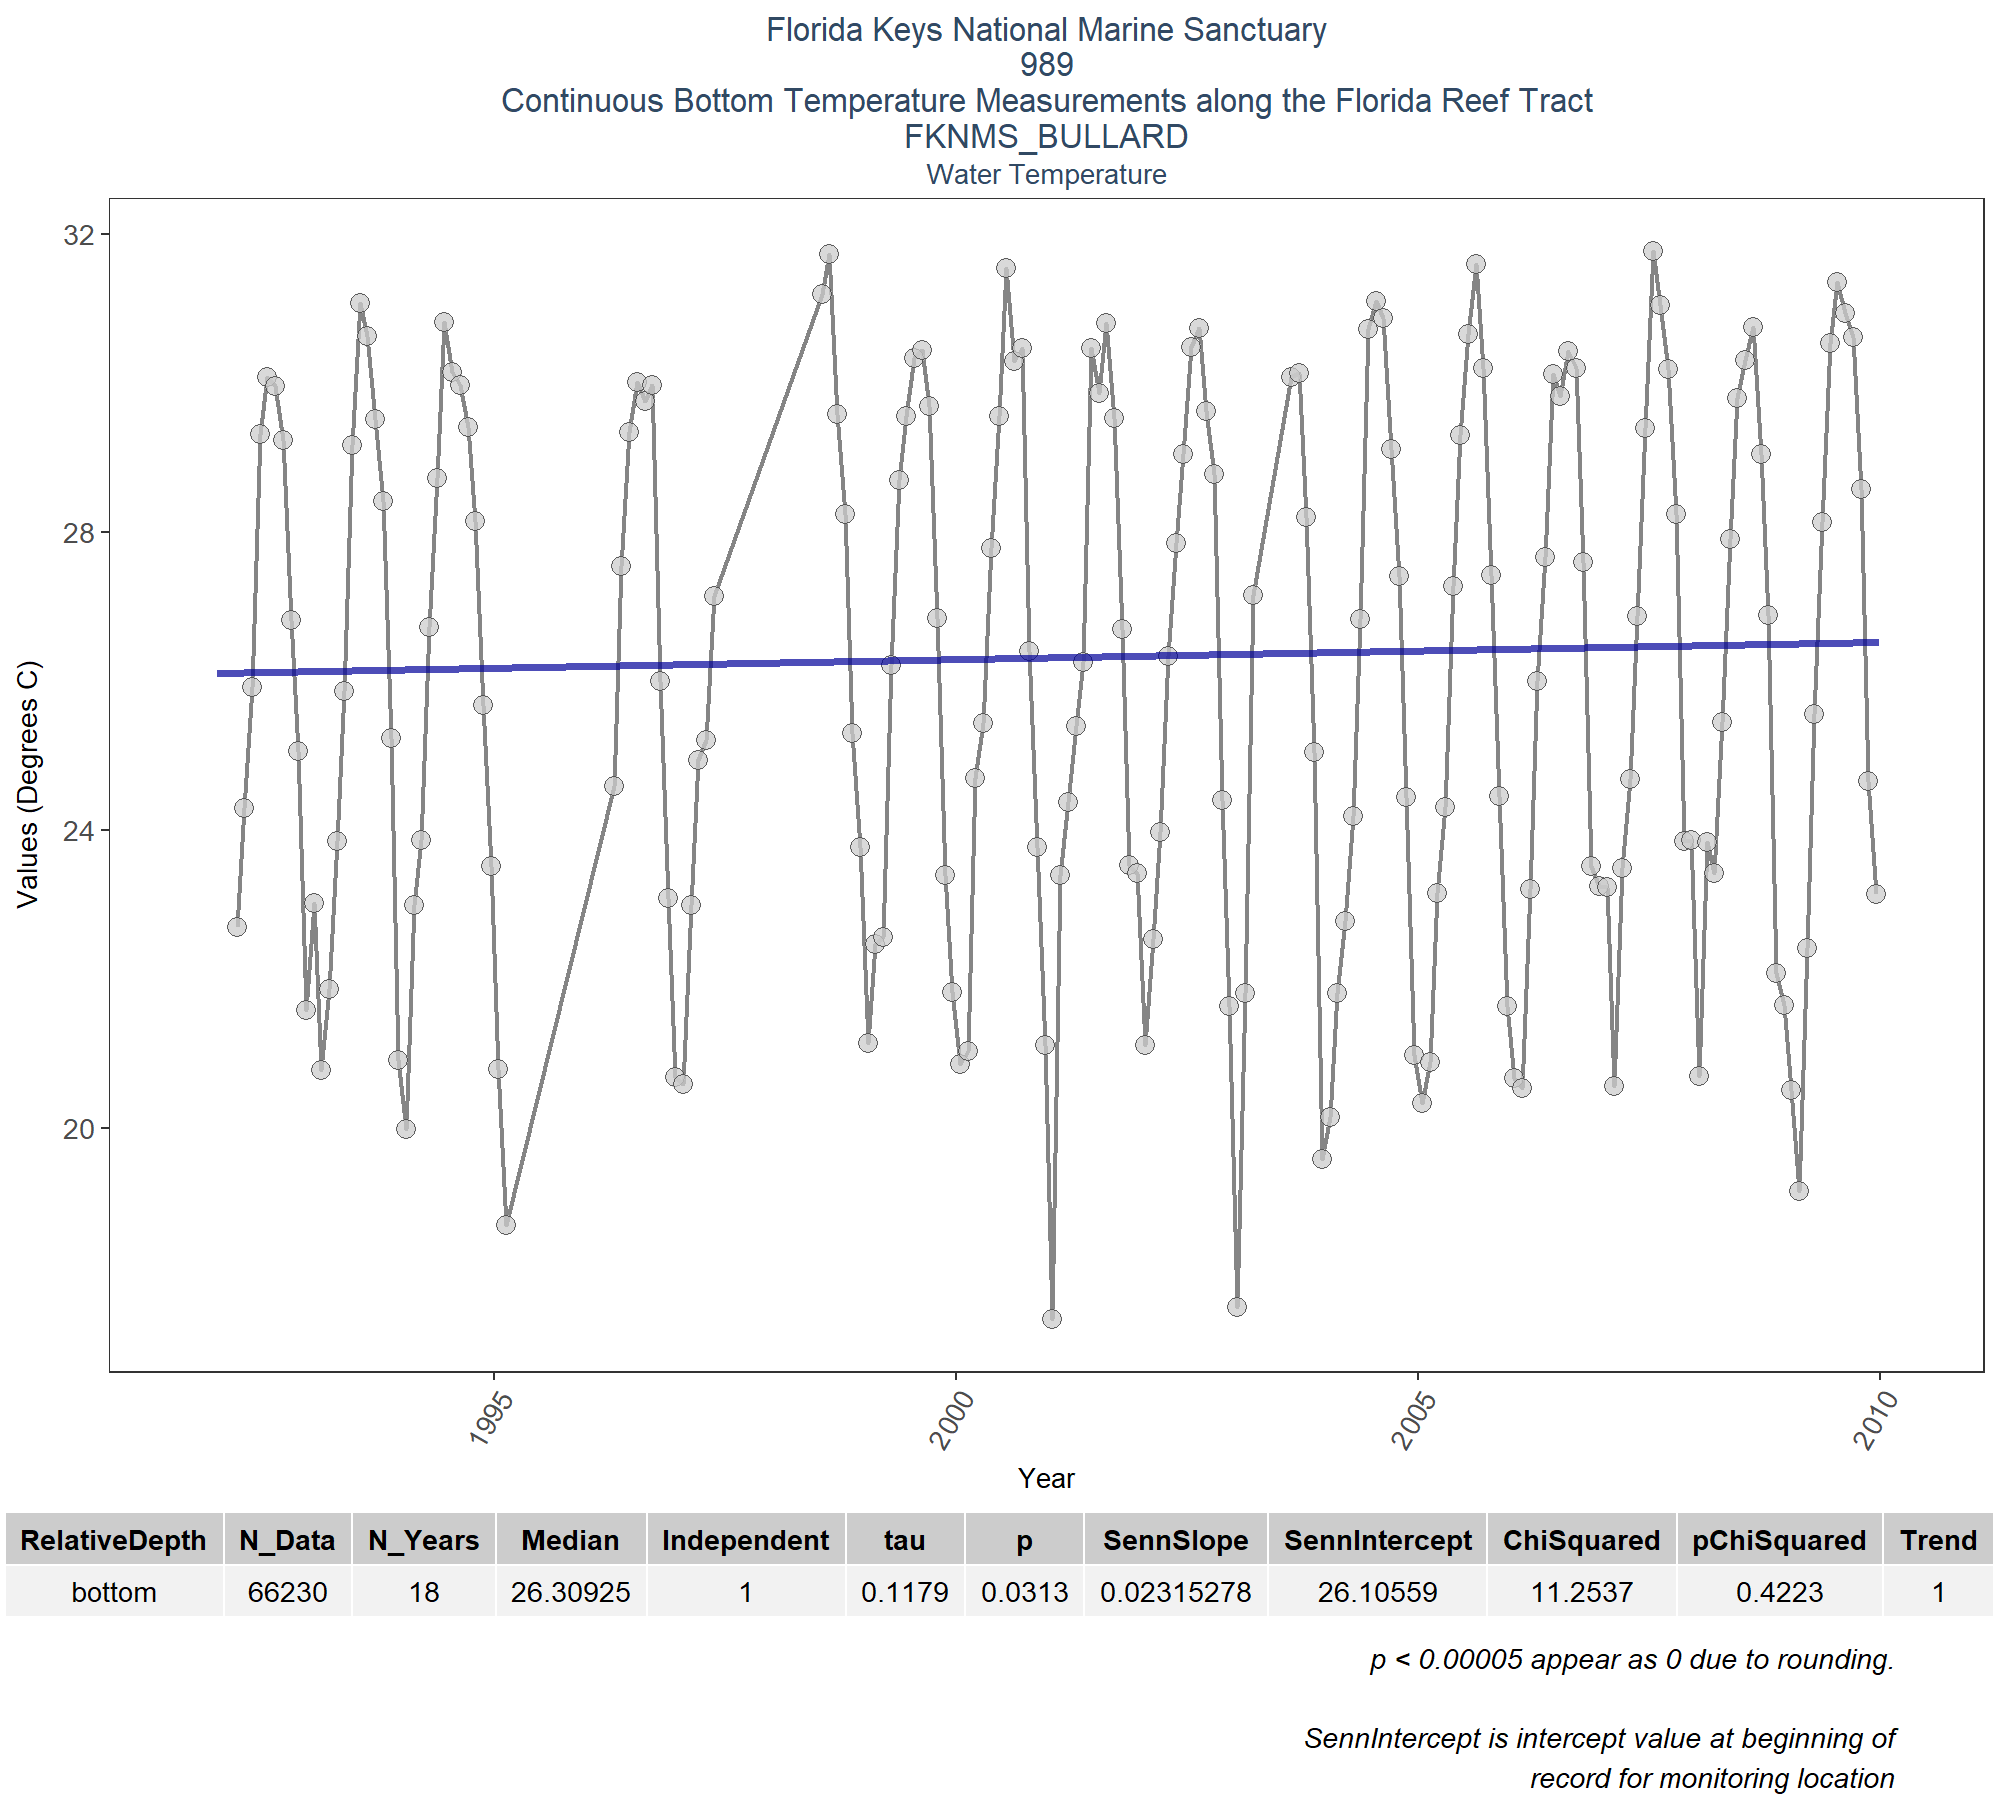 Florida Keys National Marine Sanctuary
989
Continuous Bottom Temperature Measurements along the Florida Reef Tract
FKNMS_BULLARD
Water Temperature
32
28
24
20
Values (Degrees C)
1995 2000 2005 2010
Year
RelativeDepth N_Data N_Years Median Independent tau p SennSlope SennIntercept ChiSquared pChiSquared Trend
bottom 66230 18 26.30925 1 0.1179 0.0313 0.02315278 26.10559 11.2537 0.4223 1
p < 0.00005 appear as 0 due to rounding.
SennIntercept is intercept value at beginning of
record for monitoring location